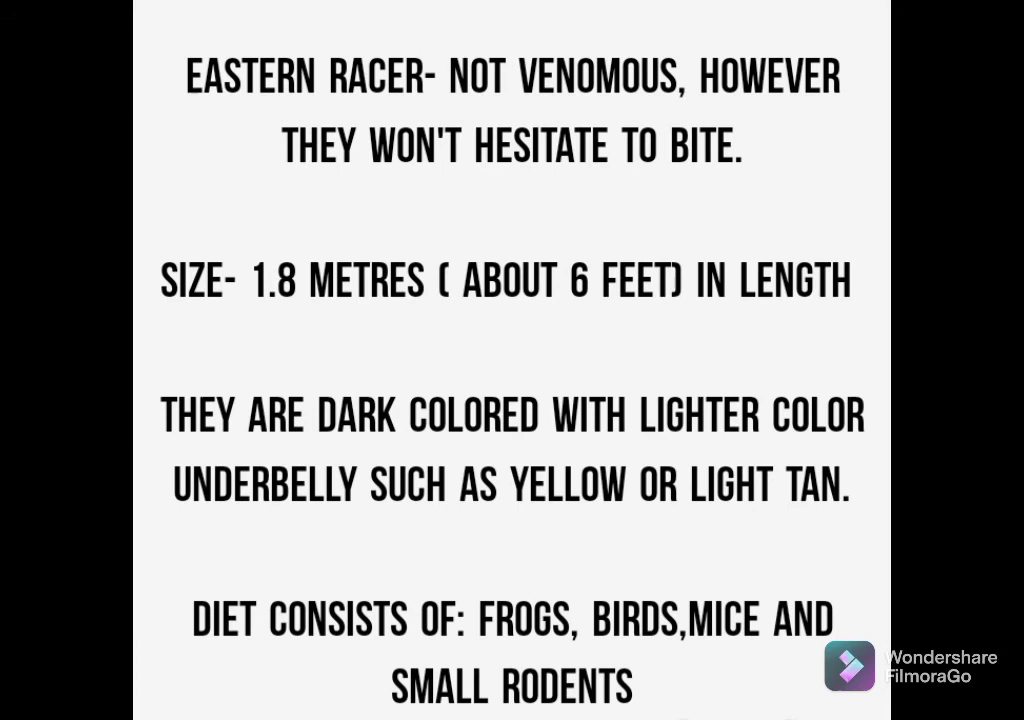 EASTERN RACER- NOT VENOMOUS, HOWEVER
THEY WON'T HESITATE TO BITE.
SIZE- 1.8 METRES ( ABOUT 6 FEET) IN LENGTH
THEY ARE DARK COLORED WITH LIGHTER COLOR
UNDERBELLY SUCH AS YELLOW OR LIGHT TAN.
DIET CONSISTS OF: FROGS, BIRDS,MICE AND
SMALL RODENTS
Wondershare
FilmoraGo